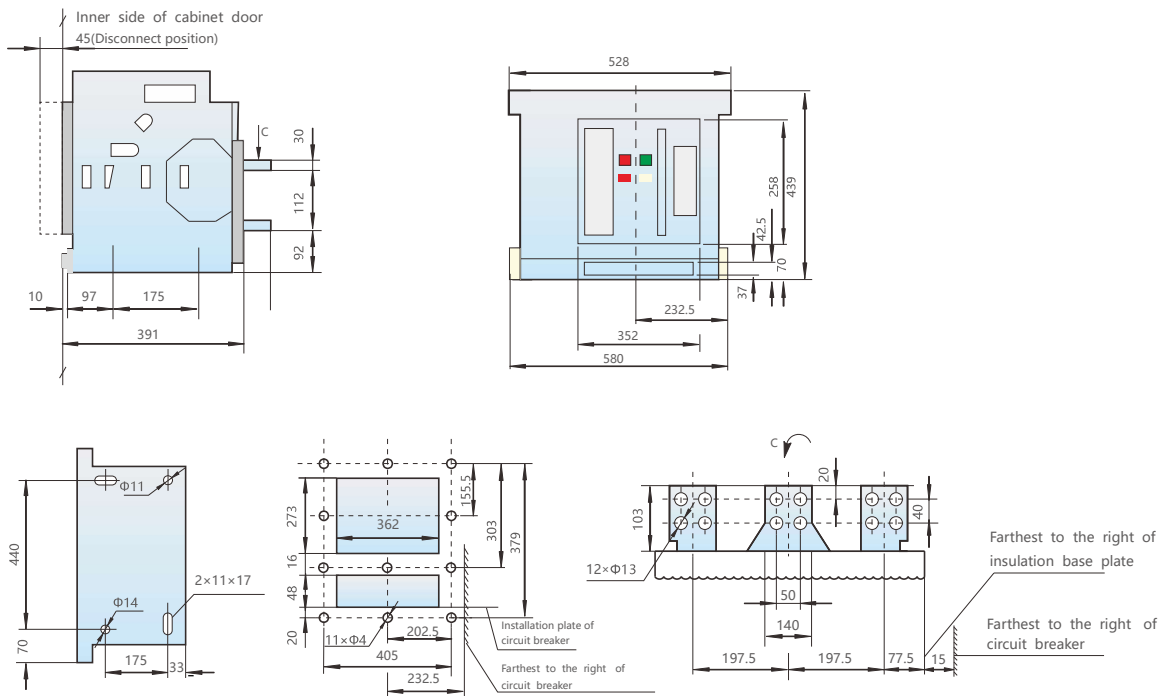 Inner side of cabinet door
45(Disconnect position)
C
30
112
92
10
97
175
391
528
258
439
42.5
70
37
232.5
352
580
Φ11
440
2×11×17
Φ14
70
175
33
273
362
155.5
303
379
16
48
20
11×Φ4
202.5
405
232.5
Installation plate of
circuit breaker
Farthest to the right of
circuit breaker
C
20
103
40
12×Φ13
50
140
197.5
197.5
77.5
15
Farthest to the right of
insulation base plate
Farthest to the right of
circuit breaker